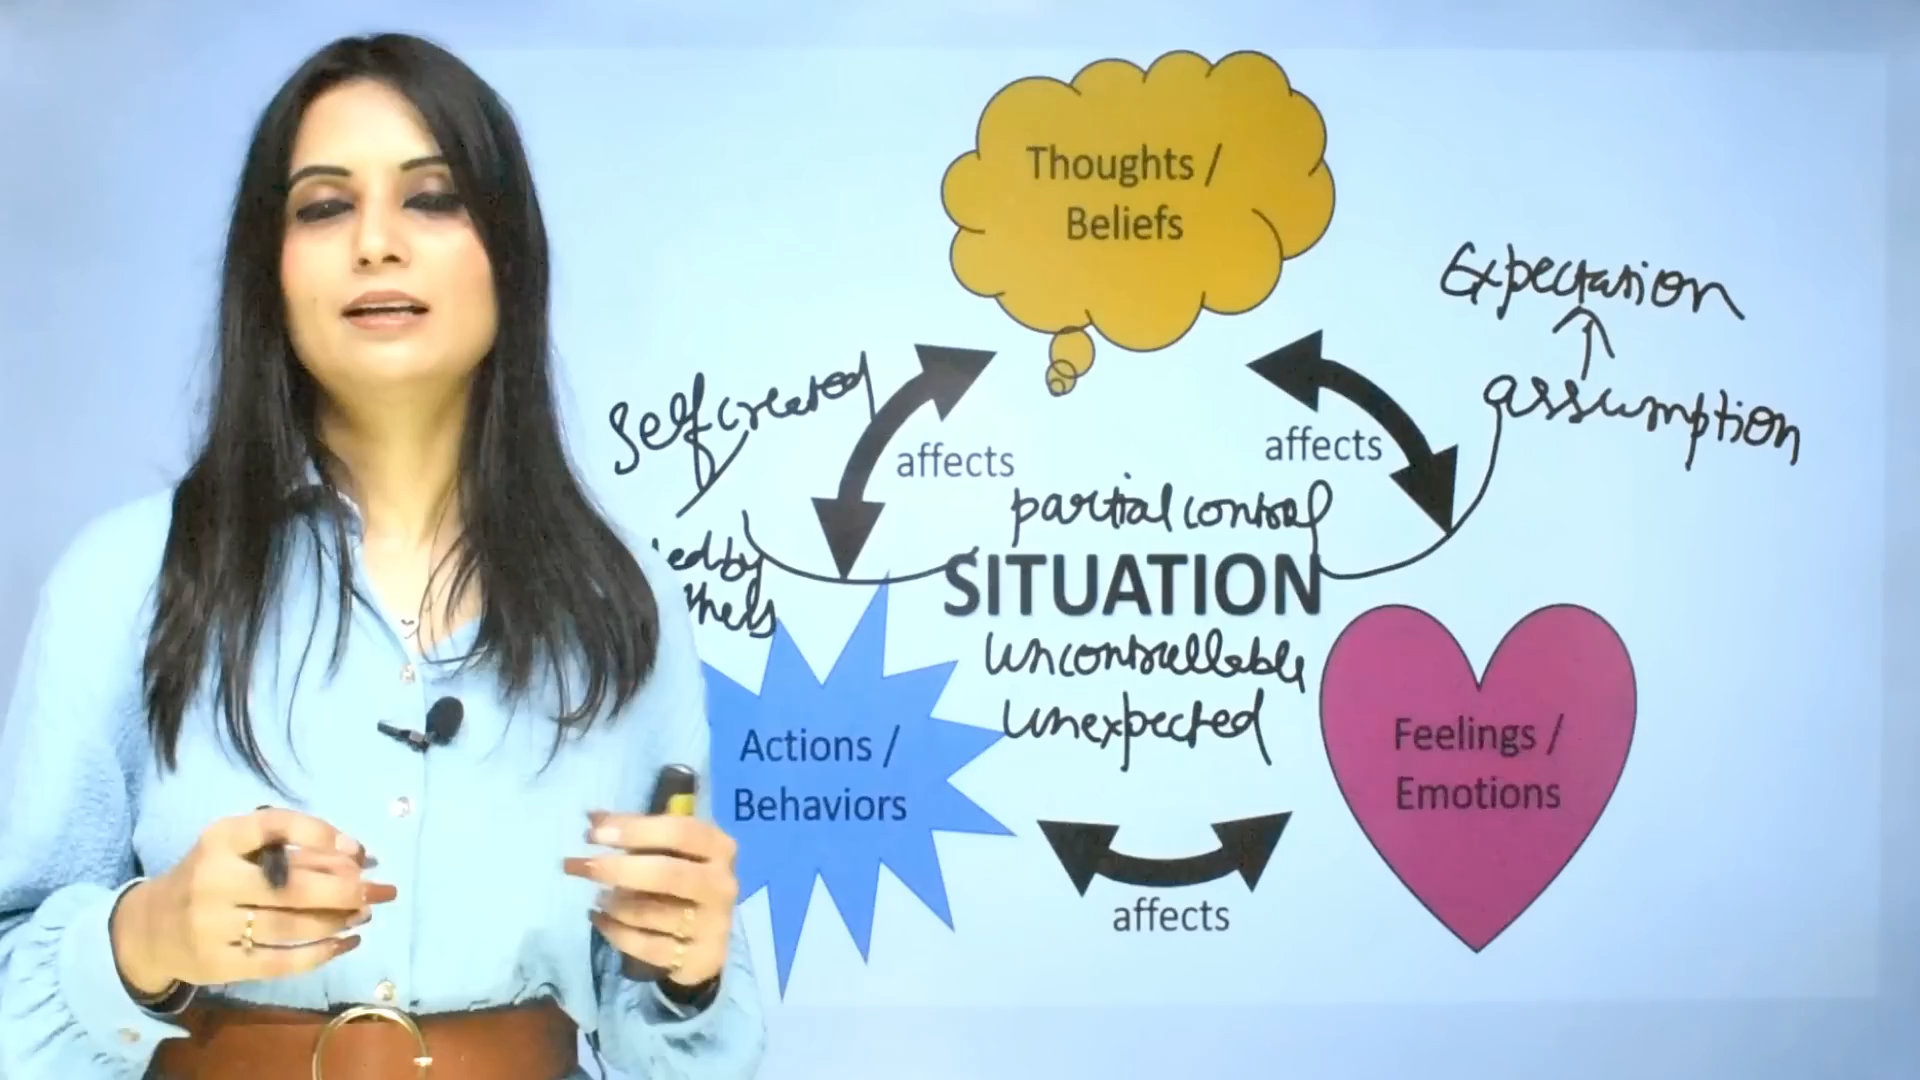 Thoughts /
Beliefs
Expectation
assumption
Self created
affects
affects
partial control
SITUATION
uncontrollable
unexpected
Actions /
Behaviors
Feelings /
Emotions
affects